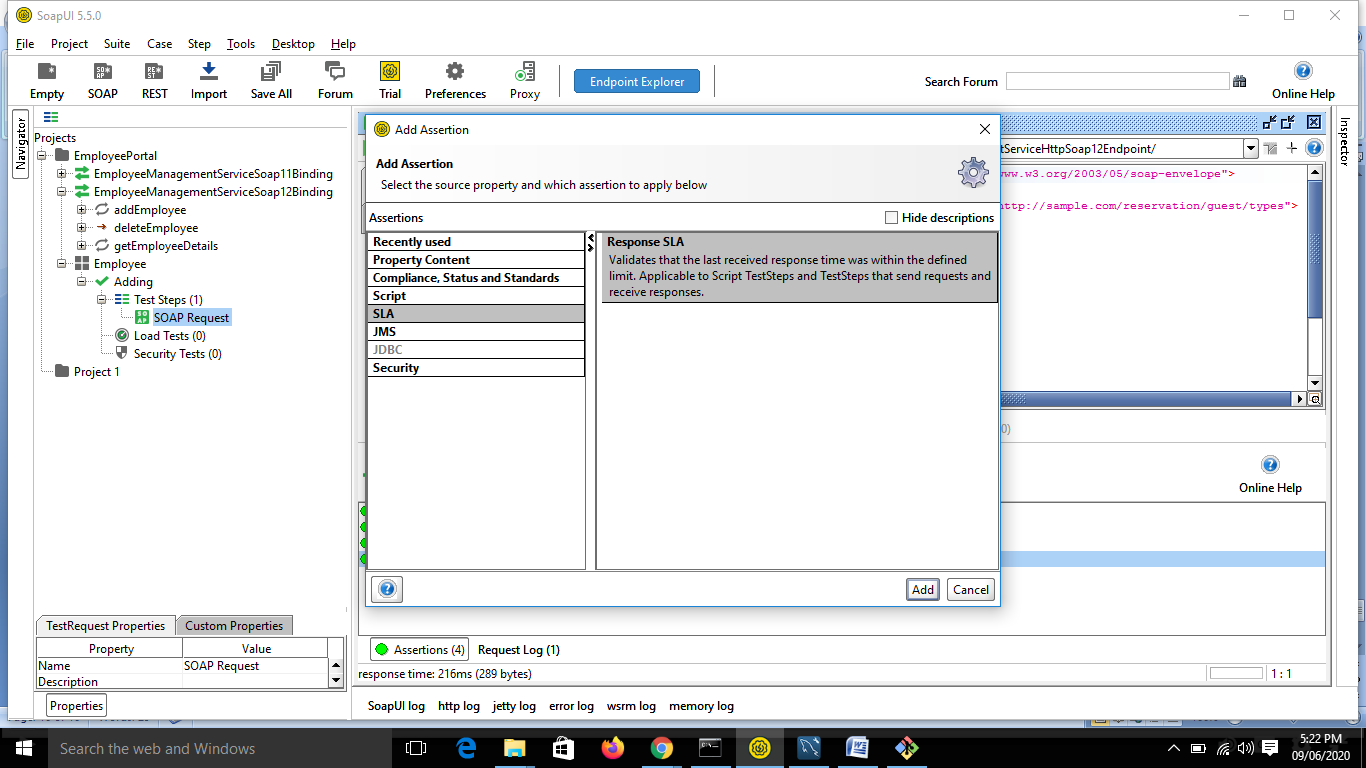 SoapUI 5.5.0
File Project Suite Case Step Tools Desktop Help
Empty SOAP REST Import Save All Forum Trial Preferences Proxy
Endpoint Explorer
Search Forum
Online Help
Navigator
Projects
EmployeePortal
EmployeeManagementServiceSoap11Binding
EmployeeManagementServiceSoap12Binding
addEmployee
deleteEmployee
getEmployeeDetails
Employee
Adding
Test Steps (1)
SOAP Request
Load Tests (0)
Security Tests (0)
Project 1
TestRequest Properties Custom Properties
Property Value
Name SOAP Request
Description
Properties
Add Assertion
Add Assertion
Select the source property and which assertion to apply below
Assertions
Hide descriptions
Recently used
Property Content
Compliance, Status and Standards
Script
SLA
JMS
JDBC
Security
Response SLA
Validates that the last received response time was within the defined
limit. Applicable to Script TestSteps and TestSteps that send requests and
receive responses.
Add Cancel
tServiceHttpSoap12Endpoint/
www.w3.org/2003/05/soap-envelope">
http://sample.com/reservation/guest/types">
Inspector
Online Help
Assertions (4) Request Log (1)
response time: 216ms (289 bytes)
1 : 1
SoapUI log http log jetty log error log wsrm log memory log
Search the web and Windows
5:22 PM
09/06/2020